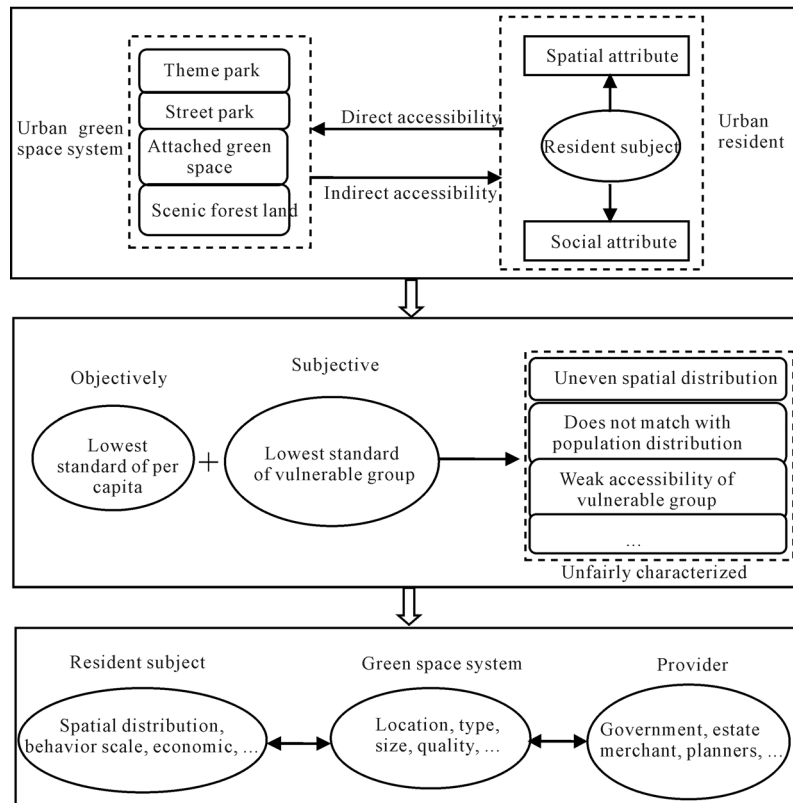 Urban green
space system
Theme park
Street park
Attached green
space
Scenic forest land
Direct accessibility
Indirect accessibility
Spatial attribute
Resident subject
Social attribute
Urban
resident
Objectively
Lowest
standard of per
capita
+
Subjective
Lowest standard
of vulnerable group
Uneven spatial distribution
Does not match with
population distribution
Weak accessibility of
vulnerable group
...
Unfairly characterized
Resident subject
Spatial distribution,
behavior scale, economic, ...
Green space system
Location, type,
size, quality, ...
Provider
Government, estate
merchant, planners, ...